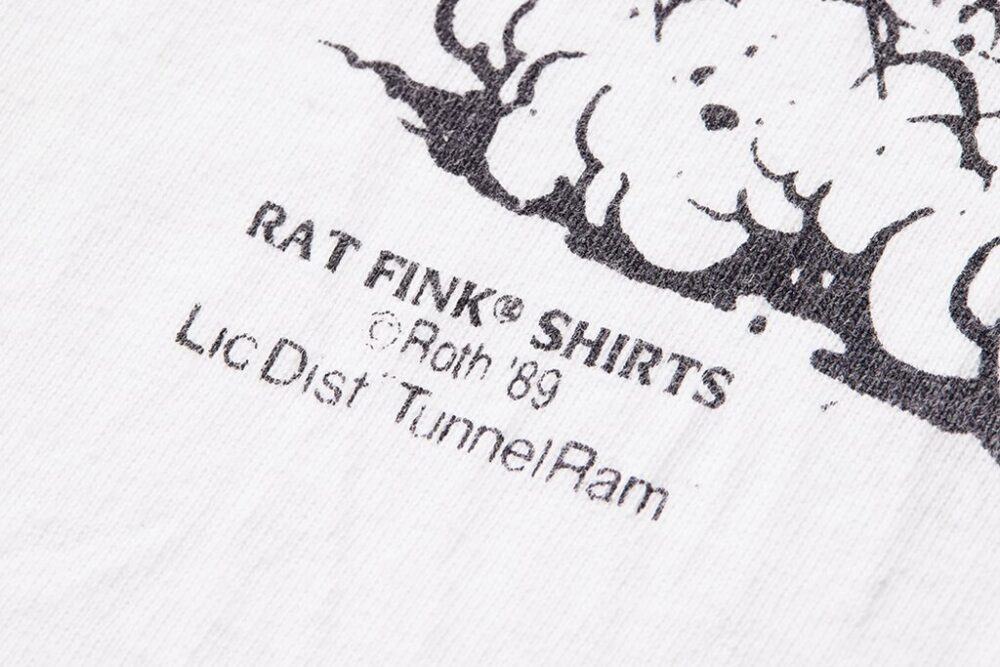 RAT FINK® SHIRTS
©Roth '89
Lic Dist TunnelRam